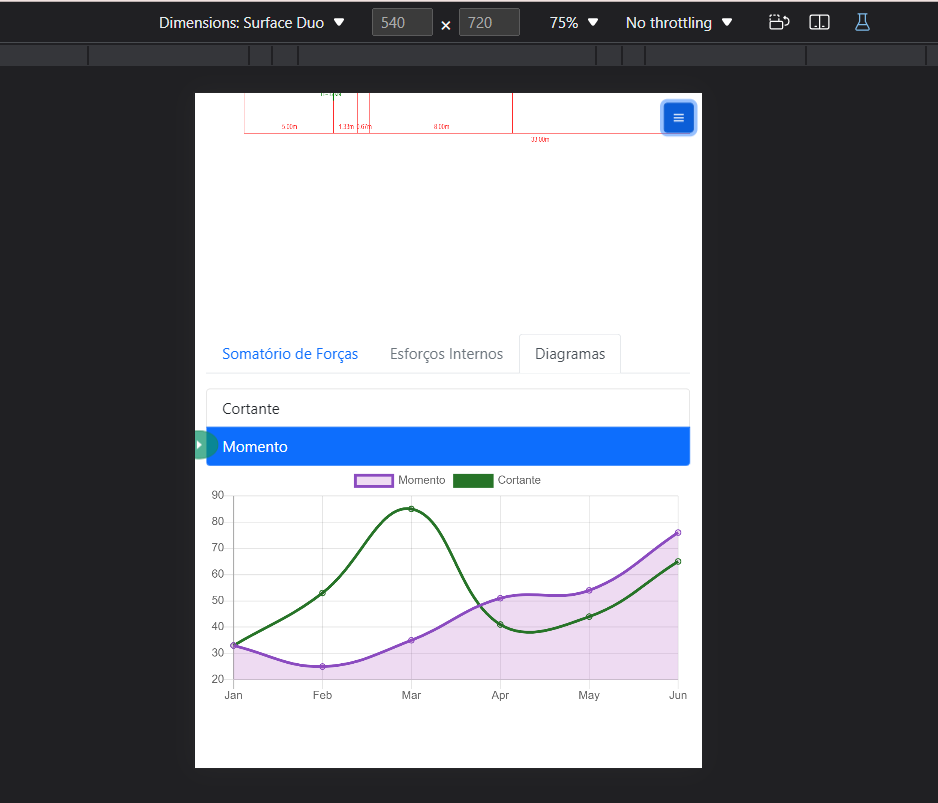 Dimensions: Surface Duo 540 × 720 75% No throttling
5.00m 1.33m 0.67m 8.00m
33.00m
Somatório de Forças Esforços Internos Diagramas
Cortante
Momento
Momento Cortante
90
80
70
60
50
40
30
20
Jan Feb Mar Apr May Jun